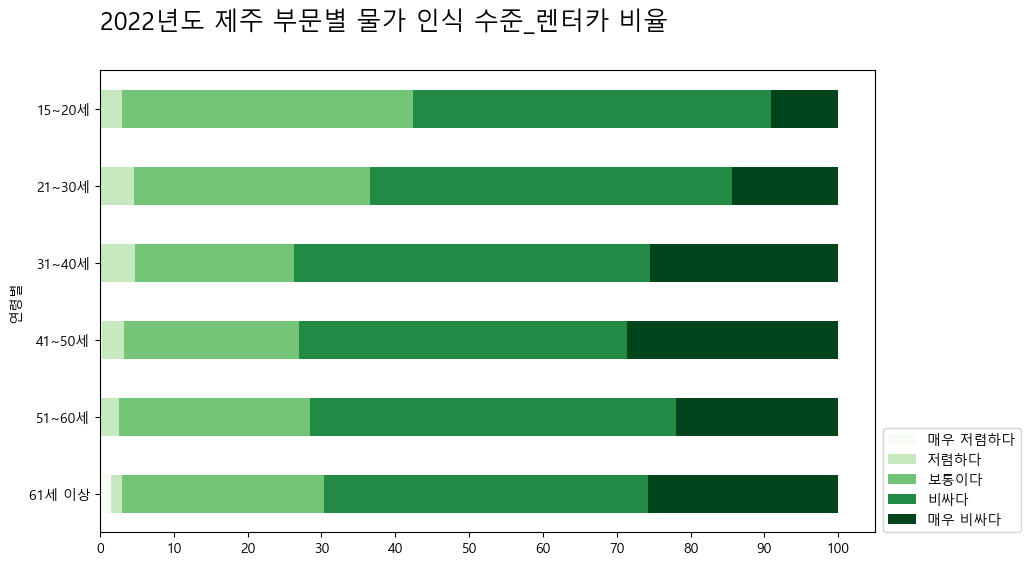 2022년도 제주 부문별 물가 인식 수준_렌터카 비율
연령별
15~20세
21~30세
31~40세
41~50세
51~60세
61세 이상
0 10 20 30 40 50 60 70 80 90 100
매우 저렴하다
저렴하다
보통이다
비싸다
매우 비싸다